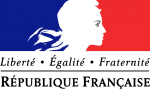 Liberté • Égalité • Fraternité
RÉPUBLIQUE FRANÇAISE